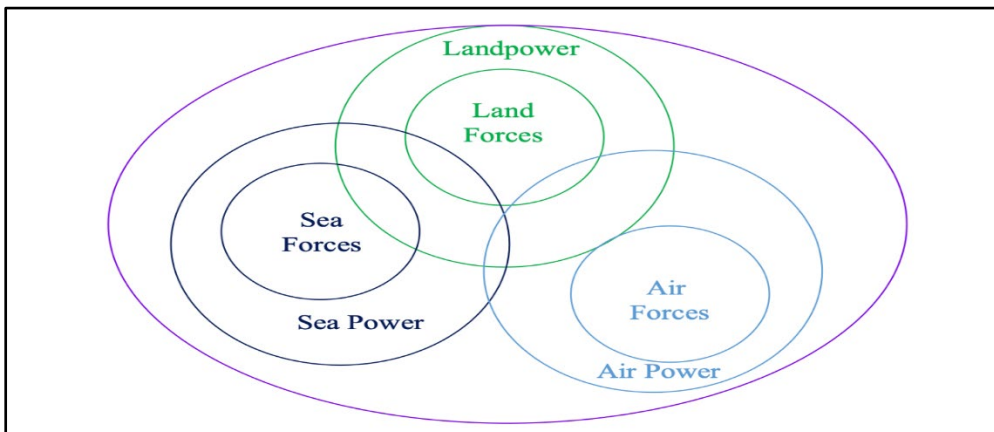 Landpower
Land
Forces
Sea
Forces
Sea Power
Air
Forces
Air Power